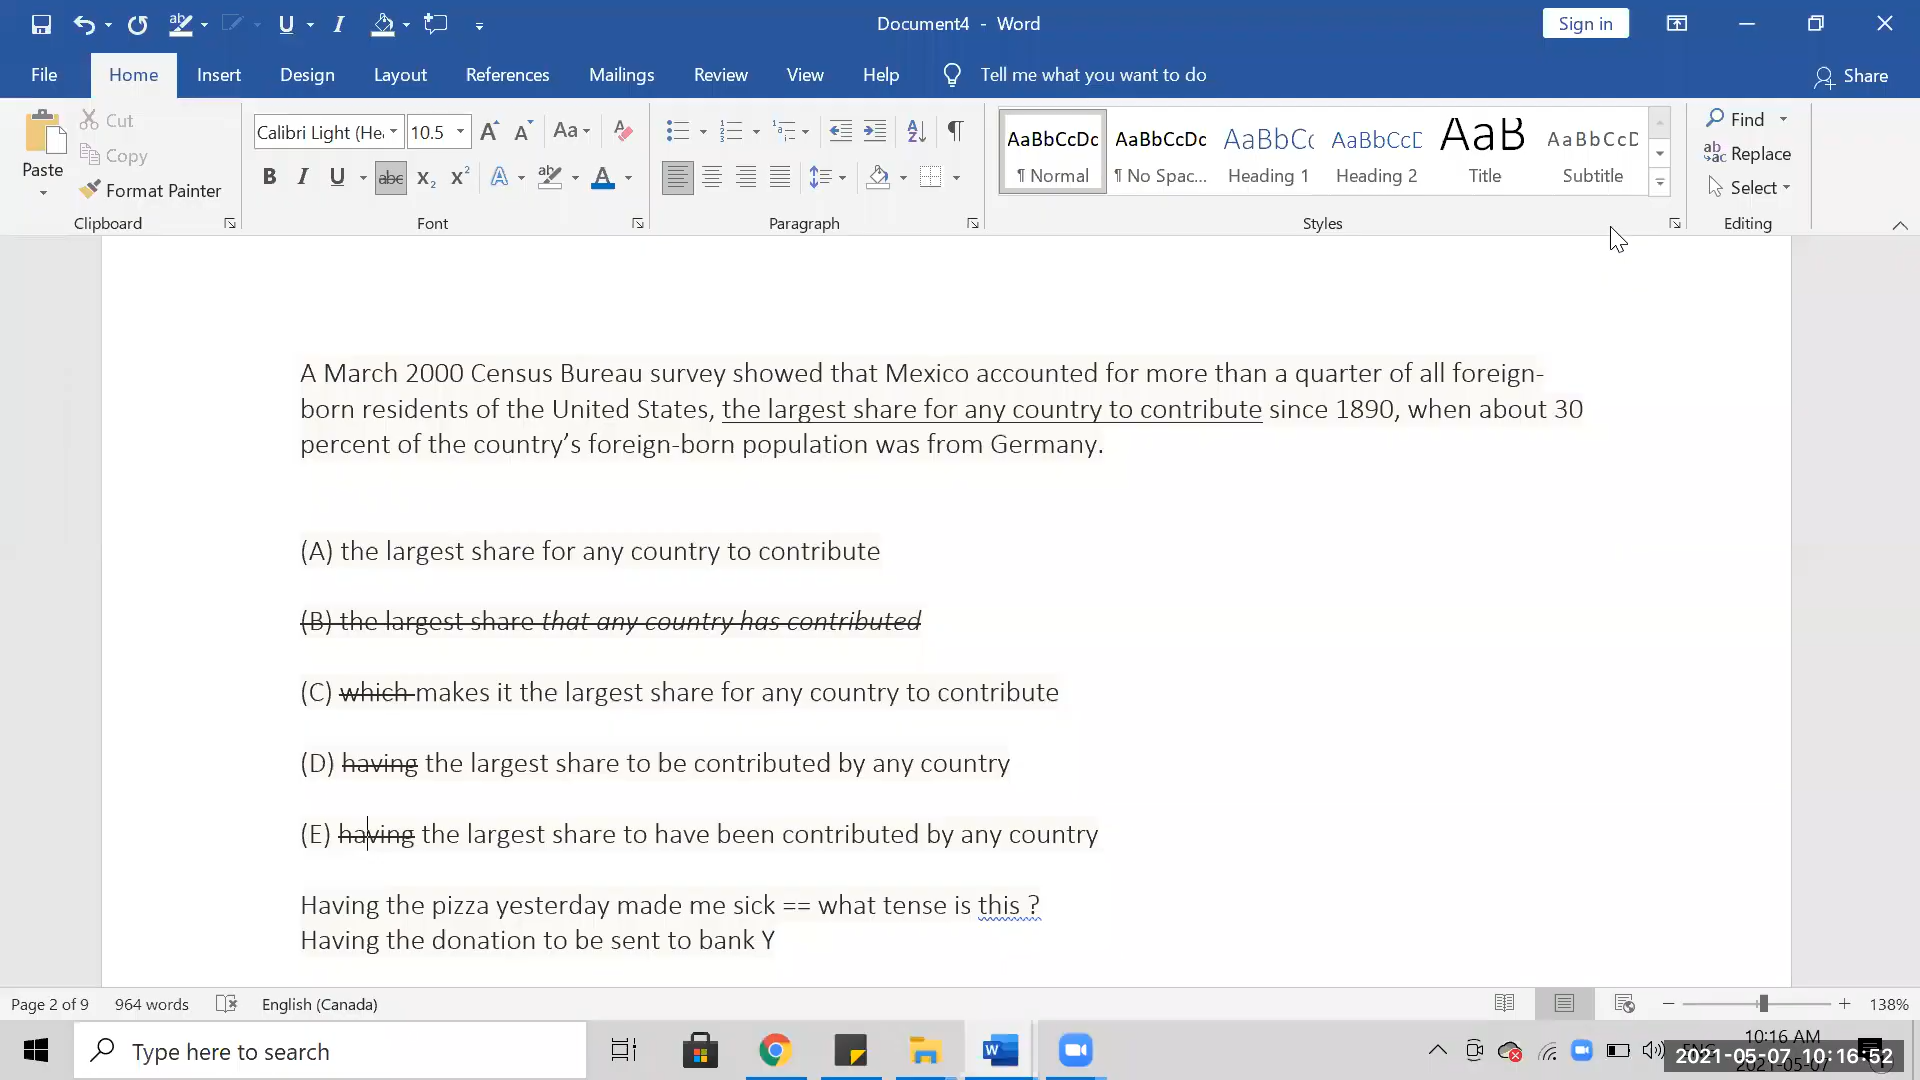 Document4 - Word
Sign in
File Home Insert Design Layout References Mailings Review View Help Tell me what you want to do Share
Paste
Cut
Copy
Format Painter
Clipboard
Calibri Light (He 10.5
Aa
B I U abc X₂ X² A ab A
Font
Paragraph
AaBbCcDc AaBbCcDc AaBbCc AaBbCcD AaB AaBbCcD
¶ Normal ¶ No Spac... Heading 1 Heading 2 Title Subtitle
Styles
Find
Replace
Select
Editing
A March 2000 Census Bureau survey showed that Mexico accounted for more than a quarter of all foreign-
born residents of the United States, the largest share for any country to contribute since 1890, when about 30
percent of the country’s foreign-born population was from Germany.
(A) the largest share for any country to contribute
(B) the largest share that any country has contributed
(C) which makes it the largest share for any country to contribute
(D) having the largest share to be contributed by any country
(E) having the largest share to have been contributed by any country
Having the pizza yesterday made me sick == what tense is this ?
Having the donation to be sent to bank Y
Page 2 of 9 964 words English (Canada) 138%
Type here to search
10:16 AM
2021-05-07 10:16:52